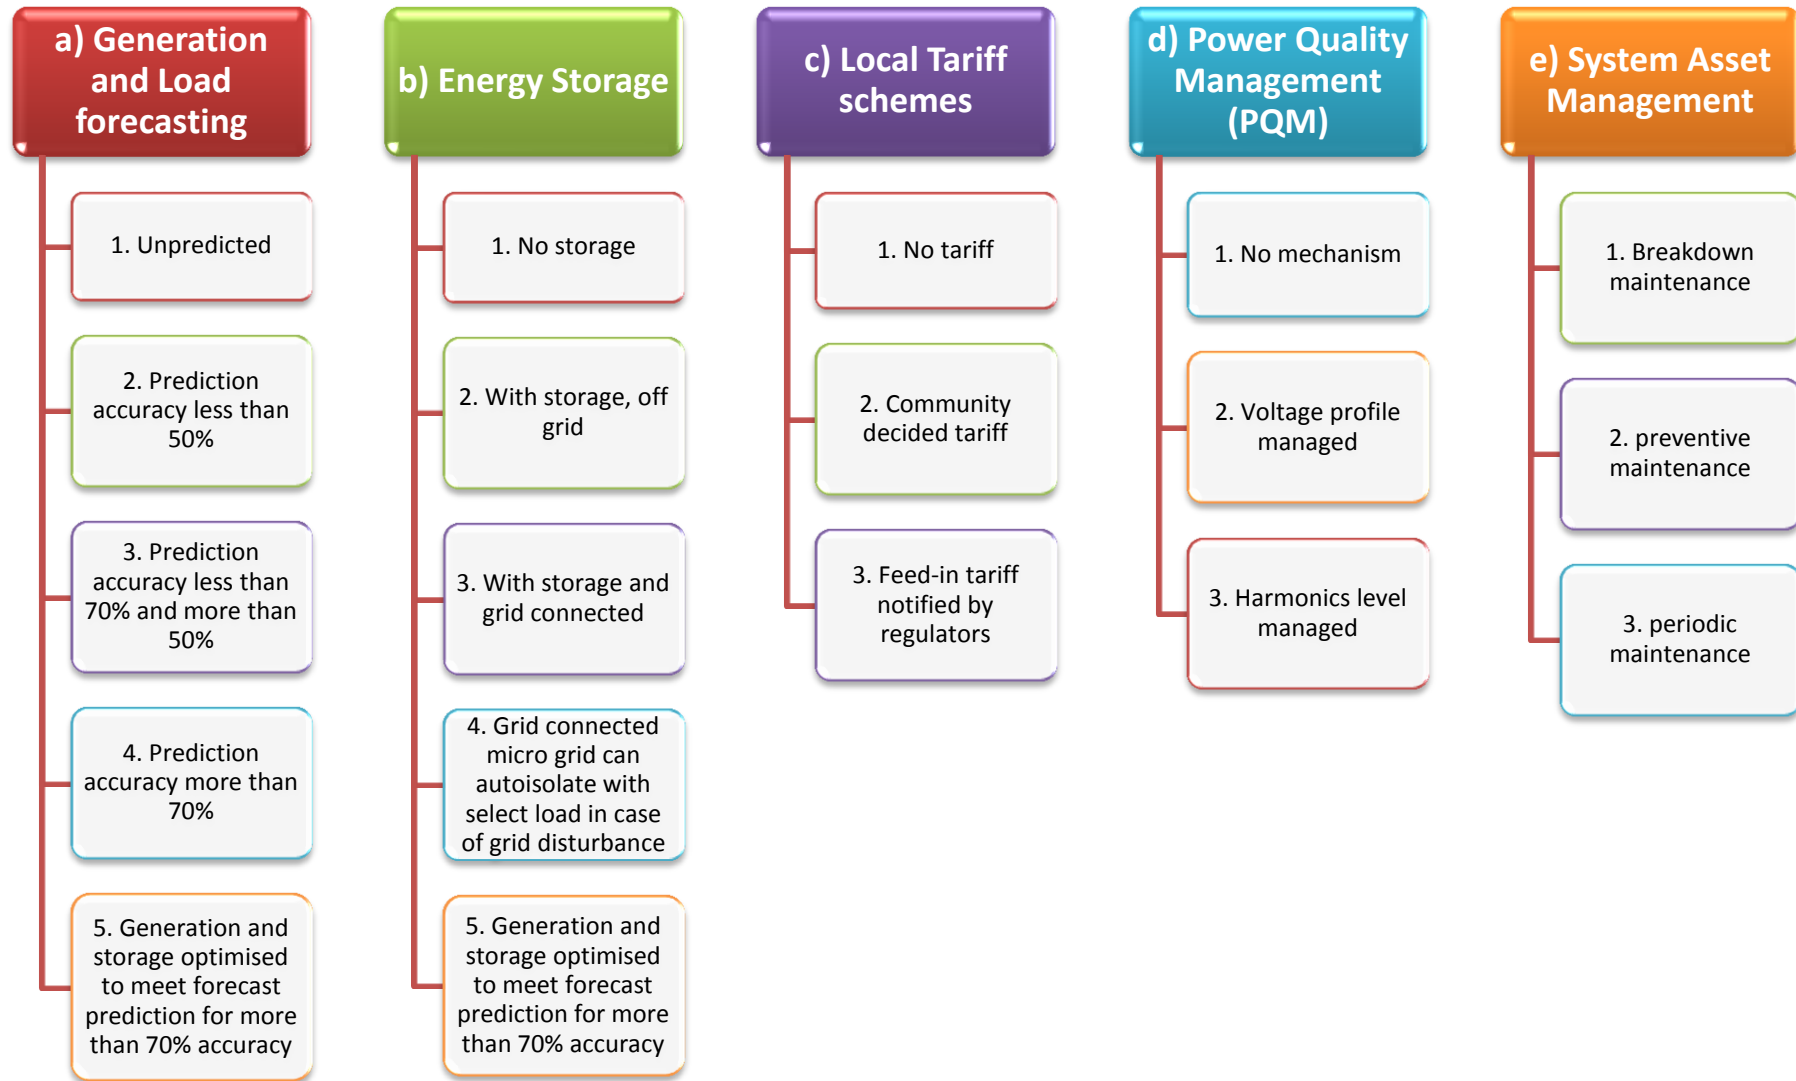 a) Generation
and Load
forecasting
1. Unpredicted
2. Prediction
accuracy less than
50%
3. Prediction
accuracy less than
70% and more than
50%
4. Prediction
accuracy more than
70%
5. Generation and
storage optimised
to meet forecast
prediction for more
than 70% accuracy
b) Energy Storage
1. No storage
2. With storage, off
grid
3. With storage and
grid connected
4. Grid connected
micro grid can
autoisolate with
select load in case
of grid disturbance
5. Generation and
storage optimised
to meet forecast
prediction for more
than 70% accuracy
c) Local Tariff
schemes
1. No tariff
2. Community
decided tariff
3. Feed-in tariff
notified by
regulators
d) Power Quality
Management
(PQM)
1. No mechanism
2. Voltage profile
managed
3. Harmonics level
managed
e) System Asset
Management
1. Breakdown
maintenance
2. preventive
maintenance
3. periodic
maintenance